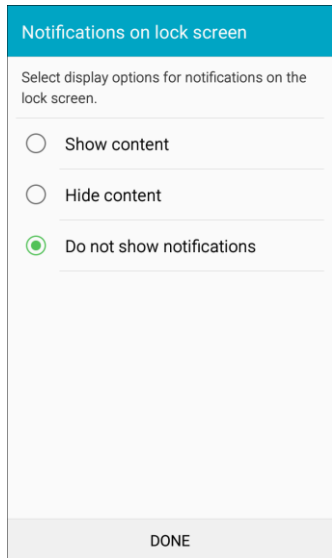 Notifications on lock screen
Select display options for notifications on the
lock screen.
Show content
Hide content
Do not show notifications
DONE